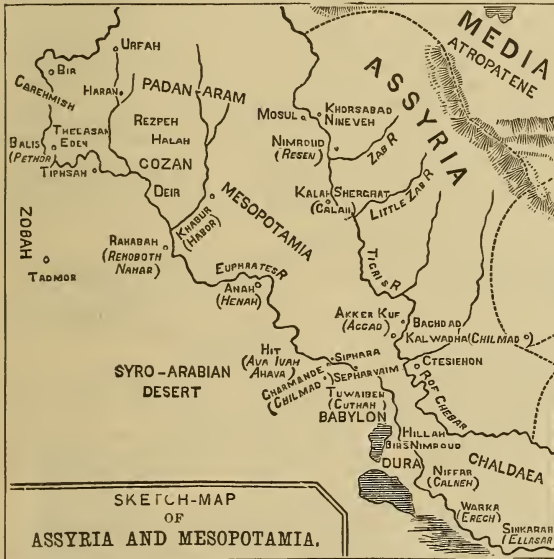 MEDIA
ATROPATENE
ASSYRIA
BIR
URFAH
CARCHEMISH
HARAN
PADAN-ARAM
REZPEH
HALAH
GOZAN
THELASAR
EDEN
BALIS
(PETHOR)
TIPHSAH
DEIR
KHABUR
(HABOR)
MESOPOTAMIA
MOSUL
KHORSABAD
NINEVEH
NIMROUD
(RESEN)
ZAB R
KALAH SHERGHAT
(CALAH)
LITTLE ZAB R
TIGRIS R
ZOBAH
TADMOR
RAHABAH
(REHOBOTH
NAHAR)
EUPHRATES R
ANAH
(HENAH)
AKKER KUF
(ACCAD)
BAGHDAD
KALWADHA (CHILMAD)
CTESIPHON
R OF CHEBAR
HIT
(AVA IVAH
AHAVA)
SIPHARA
CHARMANDE
(CHILMAD)
SEPHARVAIM
TUWAIBEH
(CUTHAH)
BABYLON
SYRO-ARABIAN
DESERT
HILLAH
BIRS NIMROUD
DURA
CHALDAEA
NIFFAR
(CALNEH)
WARKA
(ERECH)
SINKARAH
(ELLASAR
SKETCH-MAP
OF
ASSYRIA AND MESOPOTAMIA.